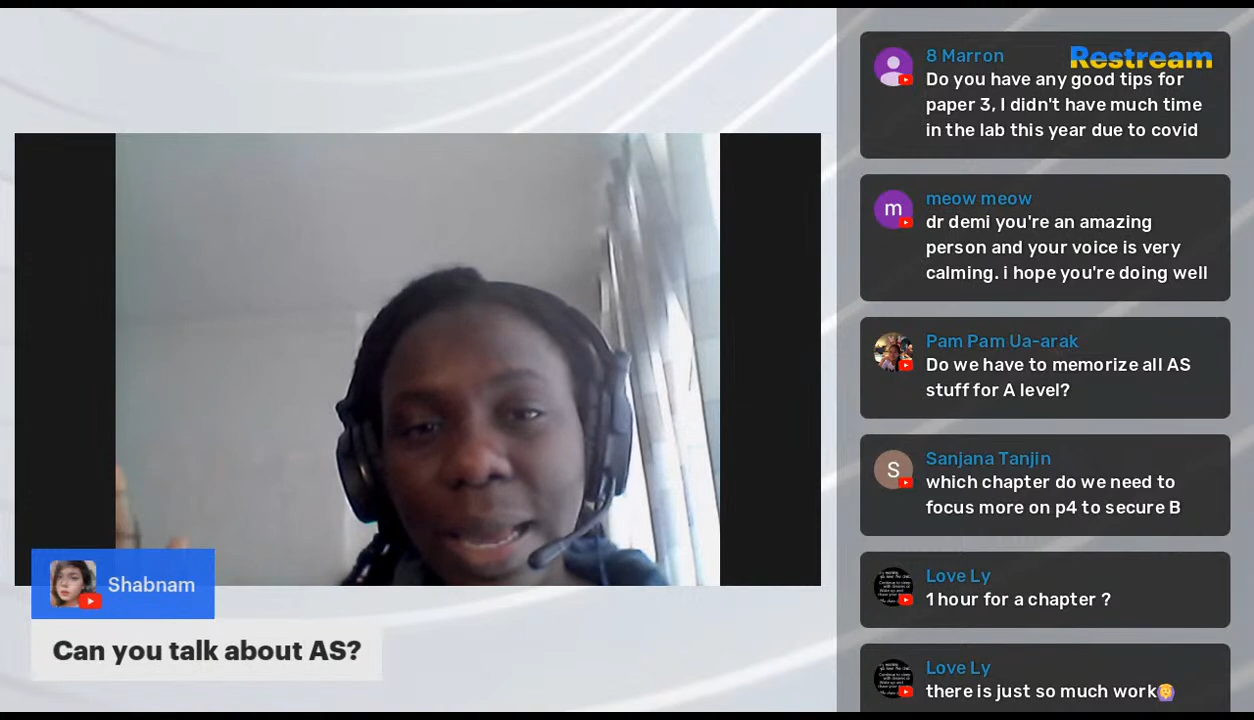 Restream
8 Marron
Do you have any good tips for
paper 3, I didn't have much time
in the lab this year due to covid
m
meow meow
dr demi you're an amazing
person and your voice is very
calming. i hope you're doing well
Pam Pam Ua-arak
Do we have to memorize all AS
stuff for A level?
S
Sanjana Tanjin
which chapter do we need to
focus more on p4 to secure B
Love Ly
1 hour for a chapter ?
Love Ly
there is just so much work🙆‍♀️
Shabnam
Can you talk about AS?